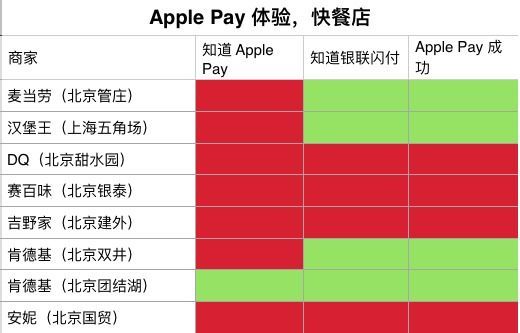 Apple Pay 体验，快餐店
商家
知道 Apple
Pay
知道银联闪付
Apple Pay 成
功
麦当劳（北京管庄）
汉堡王（上海五角场）
DQ（北京甜水园）
赛百味（北京银泰）
吉野家（北京建外）
肯德基（北京双井）
肯德基（北京团结湖）
安妮（北京国贸）